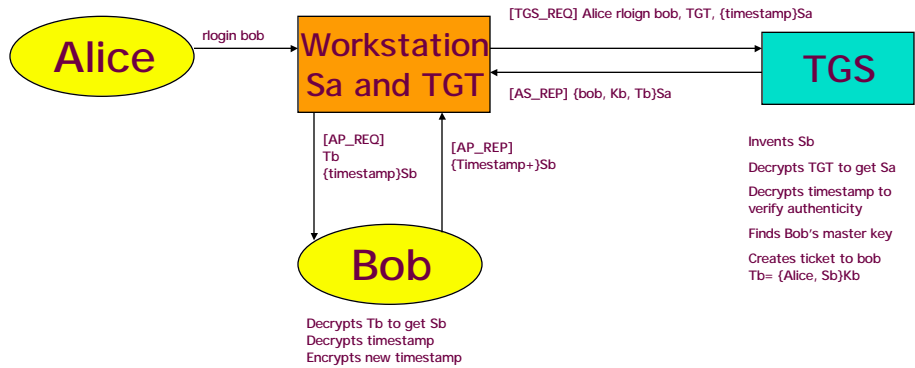 Alice
rlogin bob
Workstation
Sa and TGT
[TGS_REQ] Alice rloign bob, TGT, {timestamp}Sa
[AS_REP] {bob, Kb, Tb}Sa
TGS
[AP_REQ]
Tb
{timestamp}Sb
[AP_REP]
{Timestamp+}Sb
Invents Sb
Decrypts TGT to get Sa
Decrypts timestamp to
verify authenticity
Finds Bob's master key
Creates ticket to bob
Tb= {Alice, Sb}Kb
Bob
Decrypts Tb to get Sb
Decrypts timestamp
Encrypts new timestamp